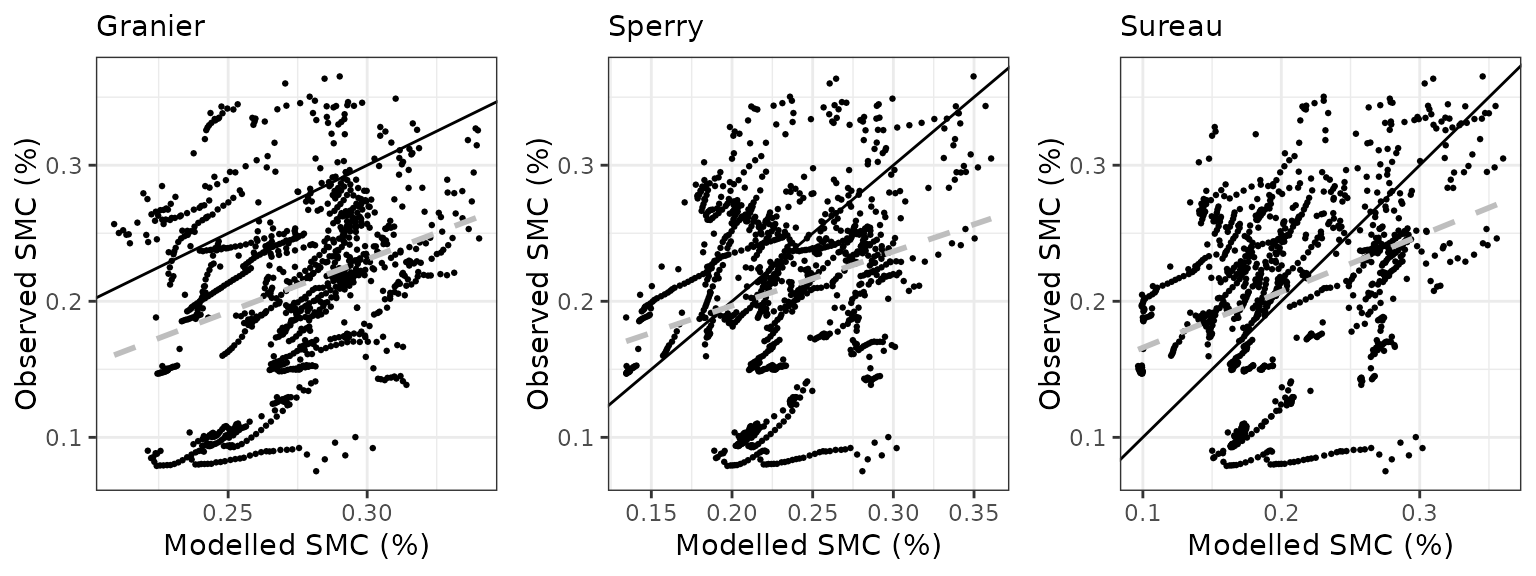 Granier
Sperry
Sureau
Observed SMC (%)
0.3
0.2
0.1
0.25
0.30
Modelled SMC (%)
Observed SMC (%)
0.3
0.2
0.1
0.15
0.20
0.25
0.30
0.35
Modelled SMC (%)
Observed SMC (%)
0.3
0.2
0.1
0.1
0.2
0.3
Modelled SMC (%)